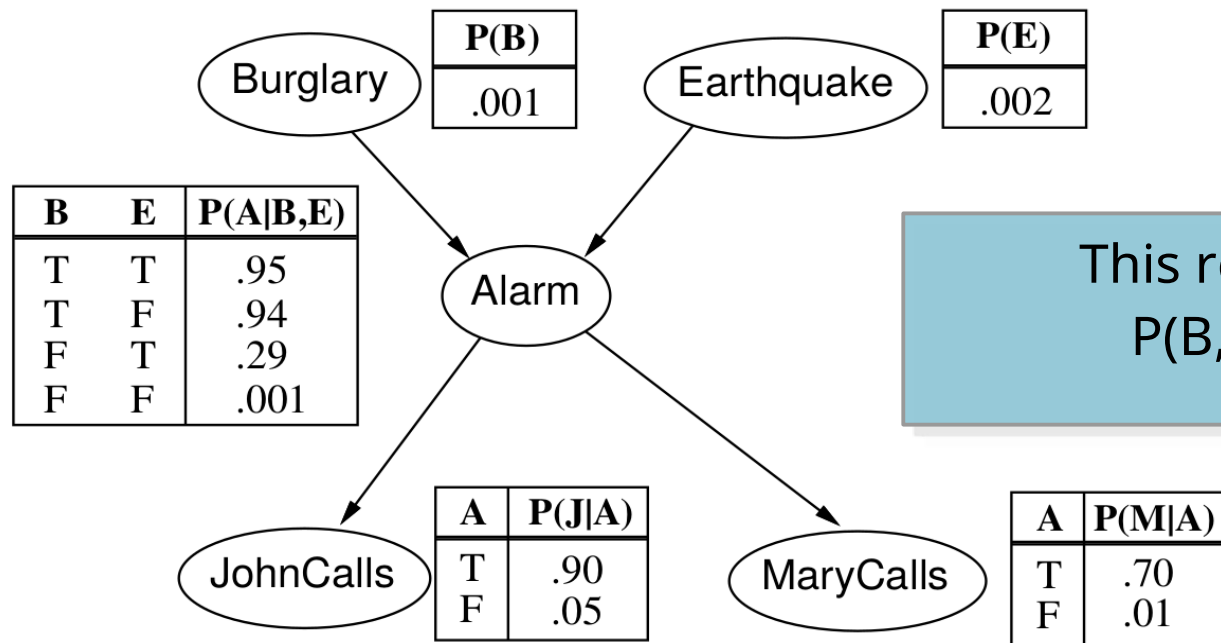 Burglary
P(B)
.001
Earthquake
P(E)
.002
B E P(A|B,E)
T T .95
T F .94
F T .29
F F .001
Alarm
This
P(B,
JohnCalls
A P(J|A)
T .90
F .05
MaryCalls
A P(M|A)
T .70
F .01